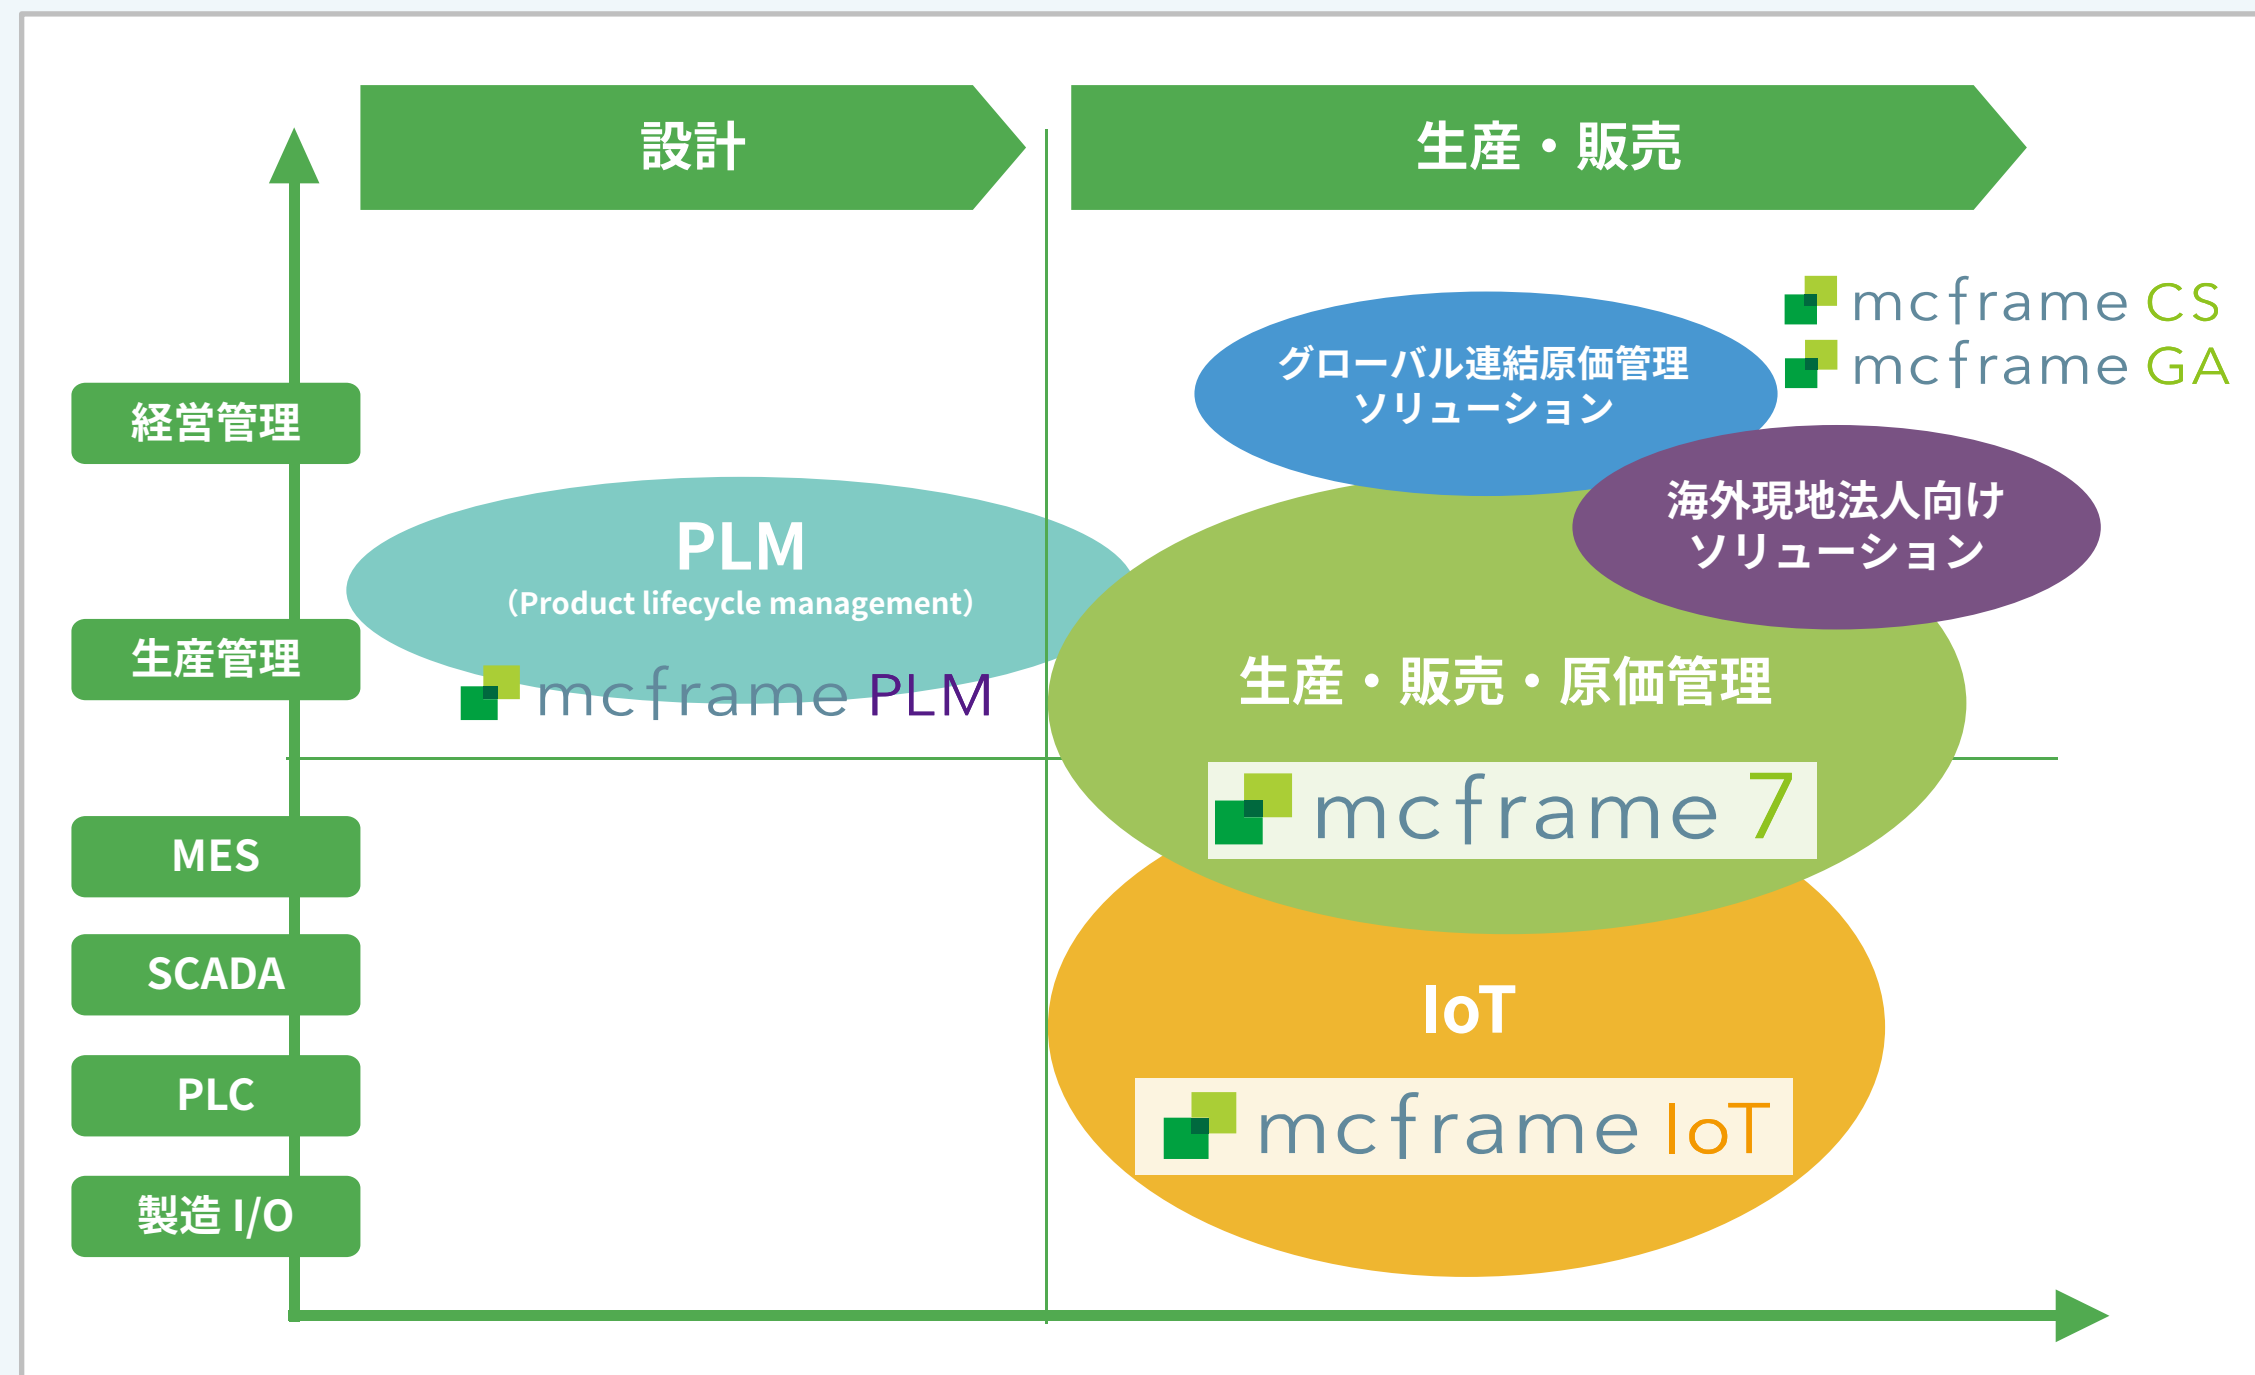 設計
生産・販売
mcframe CS
mcframe GA
グローバル連結原価管理
ソリューション
経営管理
海外現地法人向け
ソリューション
PLM
（Product lifecycle management）
mcframe PLM
生産管理
生産・販売・原価管理
mcframe 7
MES
SCADA
IoT
mcframe IoT
PLC
製造 I/O